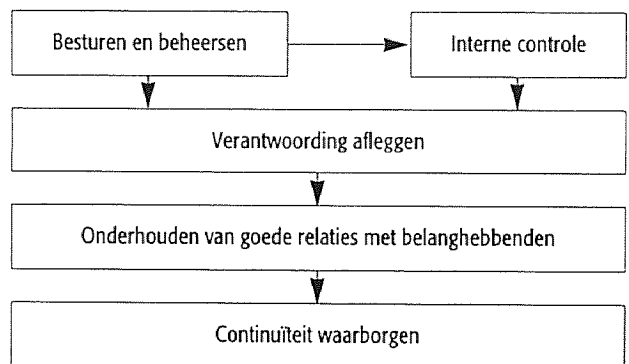 Besturen en beheersen
Interne controle
Verantwoording afleggen
Onderhouden van goede relaties met belanghebbenden
Continuïteit waarborgen